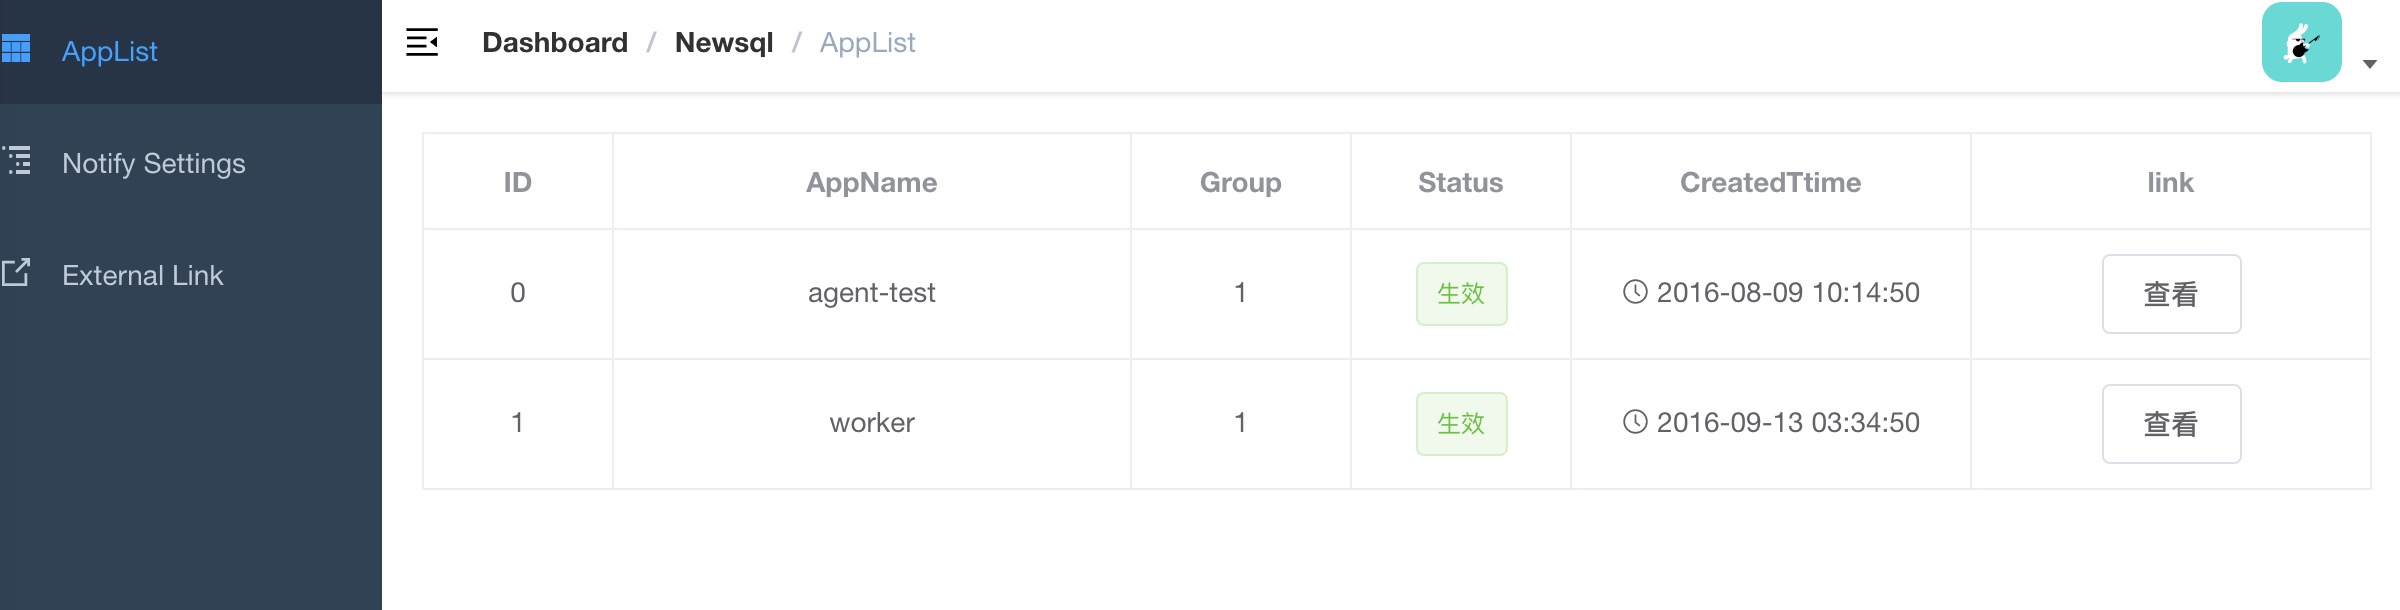 AppList
Notify Settings
External Link
Dashboard / Newsql / AppList
ID AppName Group Status CreatedTtime link
0 agent-test 1 生效 2016-08-09 10:14:50 查看
1 worker 1 生效 2016-09-13 03:34:50 查看